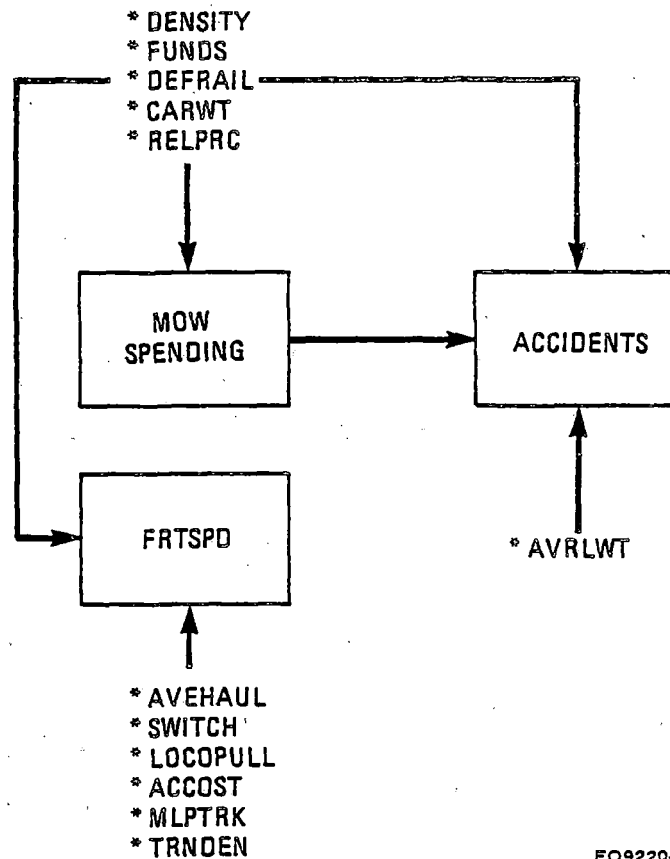 * DENSITY
* FUNDS
* DEFRAIL
* CARWT
* RELPRC
MOW
SPENDING
ACCIDENTS
FRTSPD
* AVRLWT
* AVEHAUL
* SWITCH
* LOCOPULL
* ACCOST
* MLPTRK
* TRNDEN